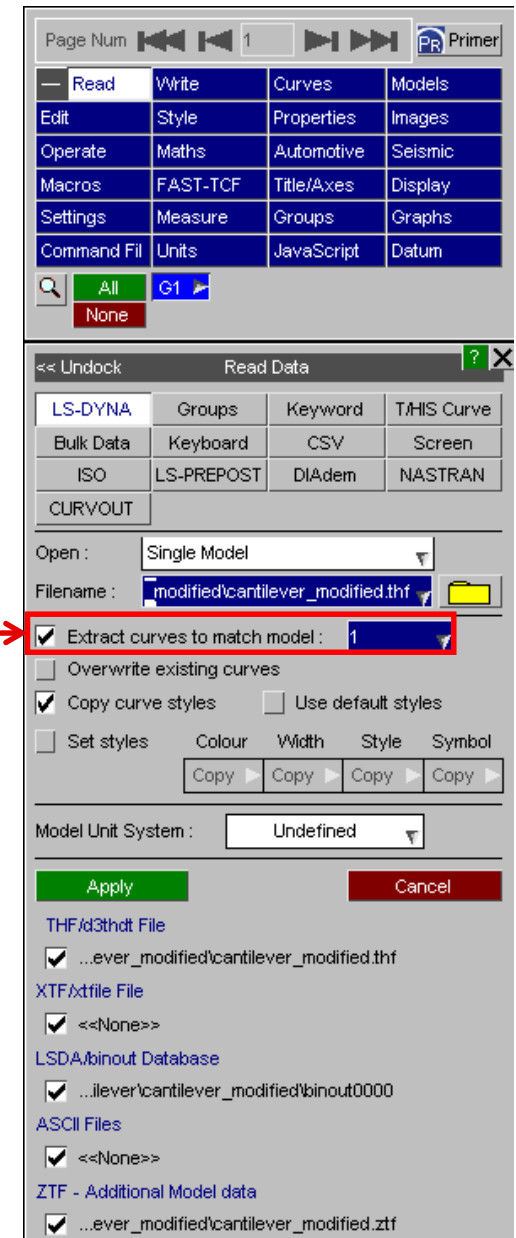 Page Num 1 PR Primer
Read Write Curves Models
Edit Style Properties Images
Operate Maths Automotive Seismic
Macros FAST-TCF Title/Axes Display
Settings Measure Groups Graphs
Command Fil Units JavaScript Datum
All G1
None
<< Undock Read Data ? X
LS-DYNA Groups Keyword T/HIS Curve
Bulk Data Keyboard CSV Screen
ISO LS-PREPOST DIAdem NASTRAN
CURVOUT
Open : Single Model
Filename : modified\cantilever_modified.thf
Extract curves to match model : 1
Overwrite existing curves
Copy curve styles Use default styles
Set styles Colour Width Style Symbol
Copy Copy Copy Copy
Model Unit System : Undefined
Apply Cancel
THF/d3thdt File
...ever_modified\cantilever_modified.thf
XTF/xtfile File
<<None>>
LSDA/binout Database
...ilever\cantilever_modified\binout0000
ASCII Files
<<None>>
ZTF - Additional Model data
...ever_modified\cantilever_modified.ztf